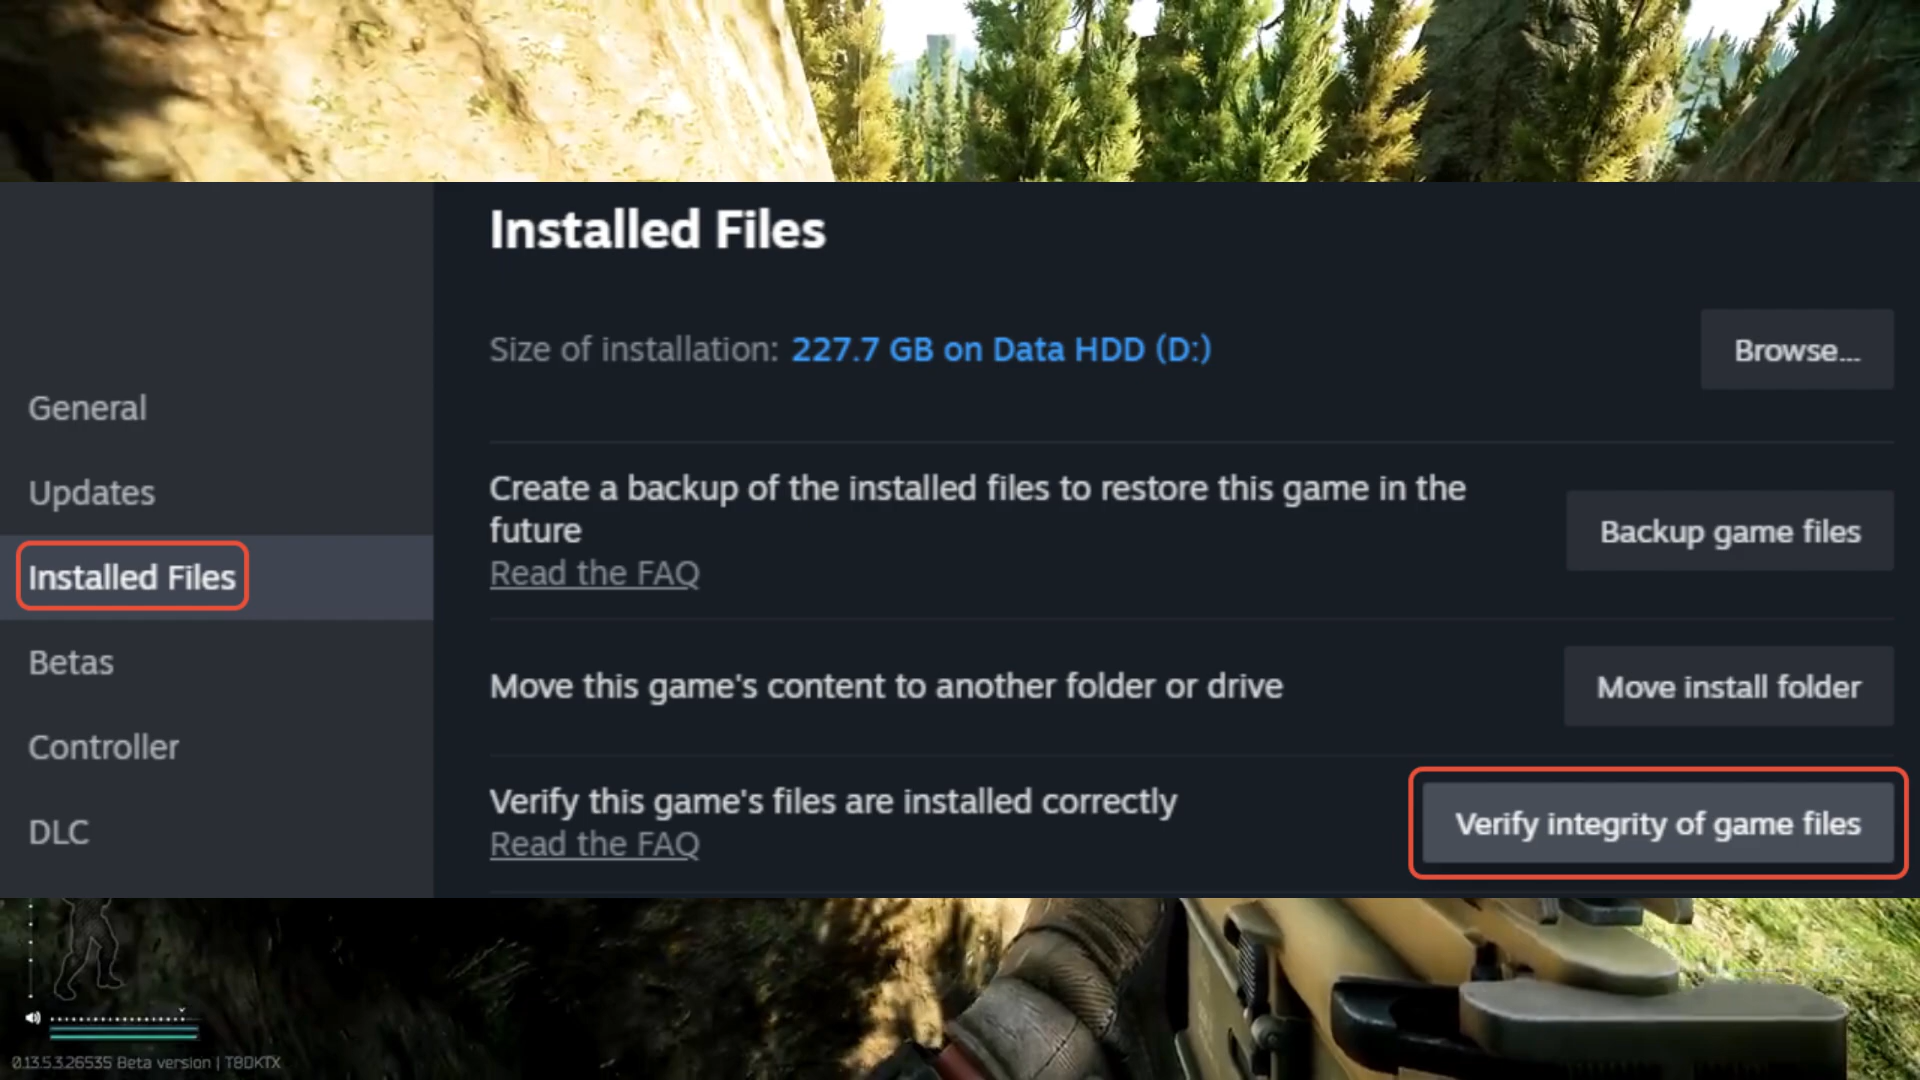 Installed Files
Size of installation: 227.7 GB on Data HDD (D:)
Browse...
General
Updates
Installed Files
Betas
Controller
DLC
Create a backup of the installed files to restore this game in the
future
Read the FAQ
Backup game files
Move this game's content to another folder or drive
Move install folder
Verify this game's files are installed correctly
Read the FAQ
Verify integrity of game files
0.13.5.3.26535 Beta version | T8DKTX